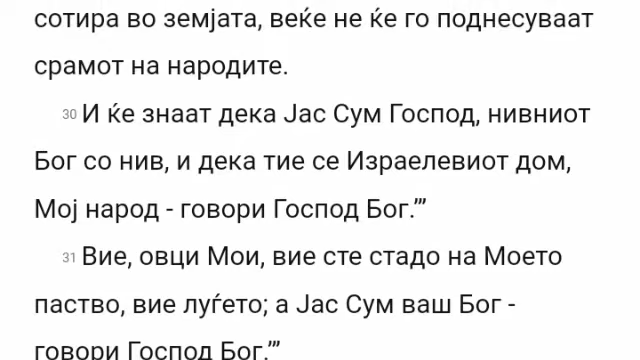 сотира во земјата, веќе не ќе го поднесуваат
срамот на народите.
30 И ќе знаат дека Јас Сум Господ, нивниот
Бог со нив, и дека тие се Израелевиот дом,
Мој народ - говори Господ Бог.’”
31 Вие, овци Мои, вие сте стадо на Моето
паство, вие луѓето; а Јас Сум ваш Бог -
говори Господ Бог.’”